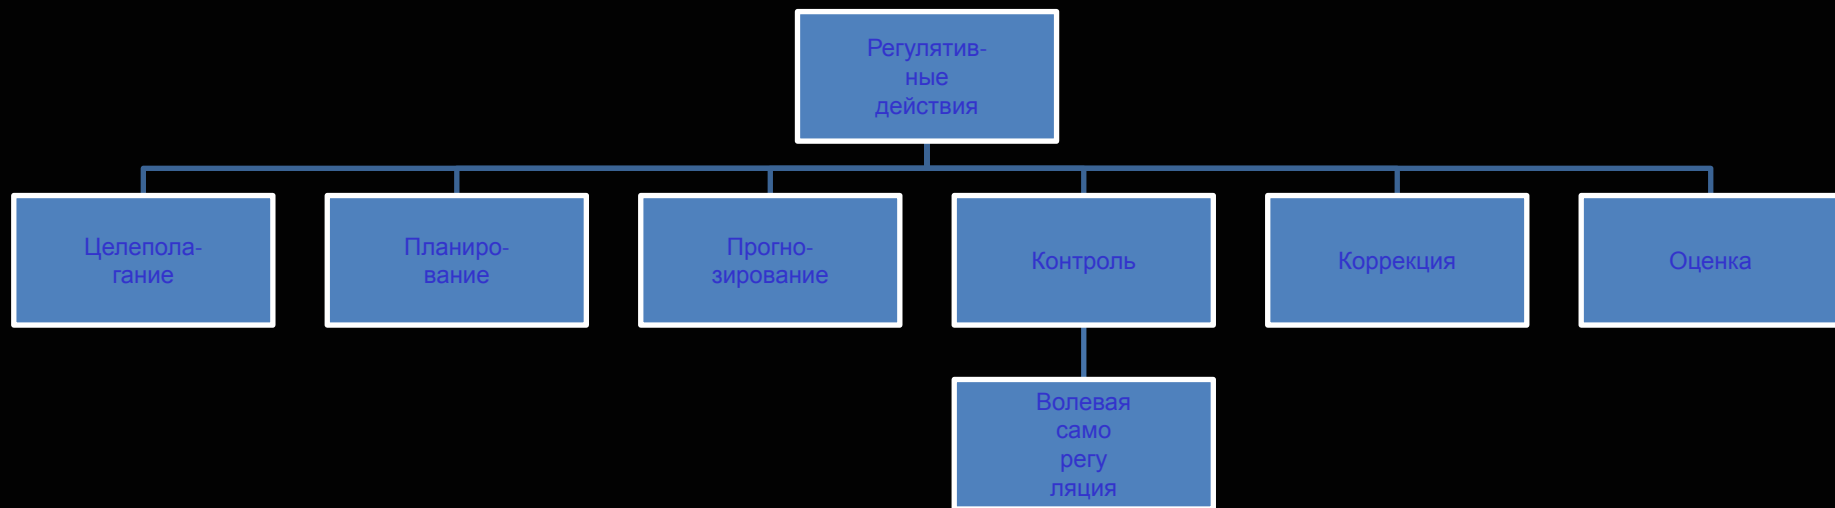 Регулятив-
ные
действия
Целепола-
гание
Планиро-
вание
Прогно-
зирование
Контроль
Коррекция
Оценка
Волевая
само
регу
ляция